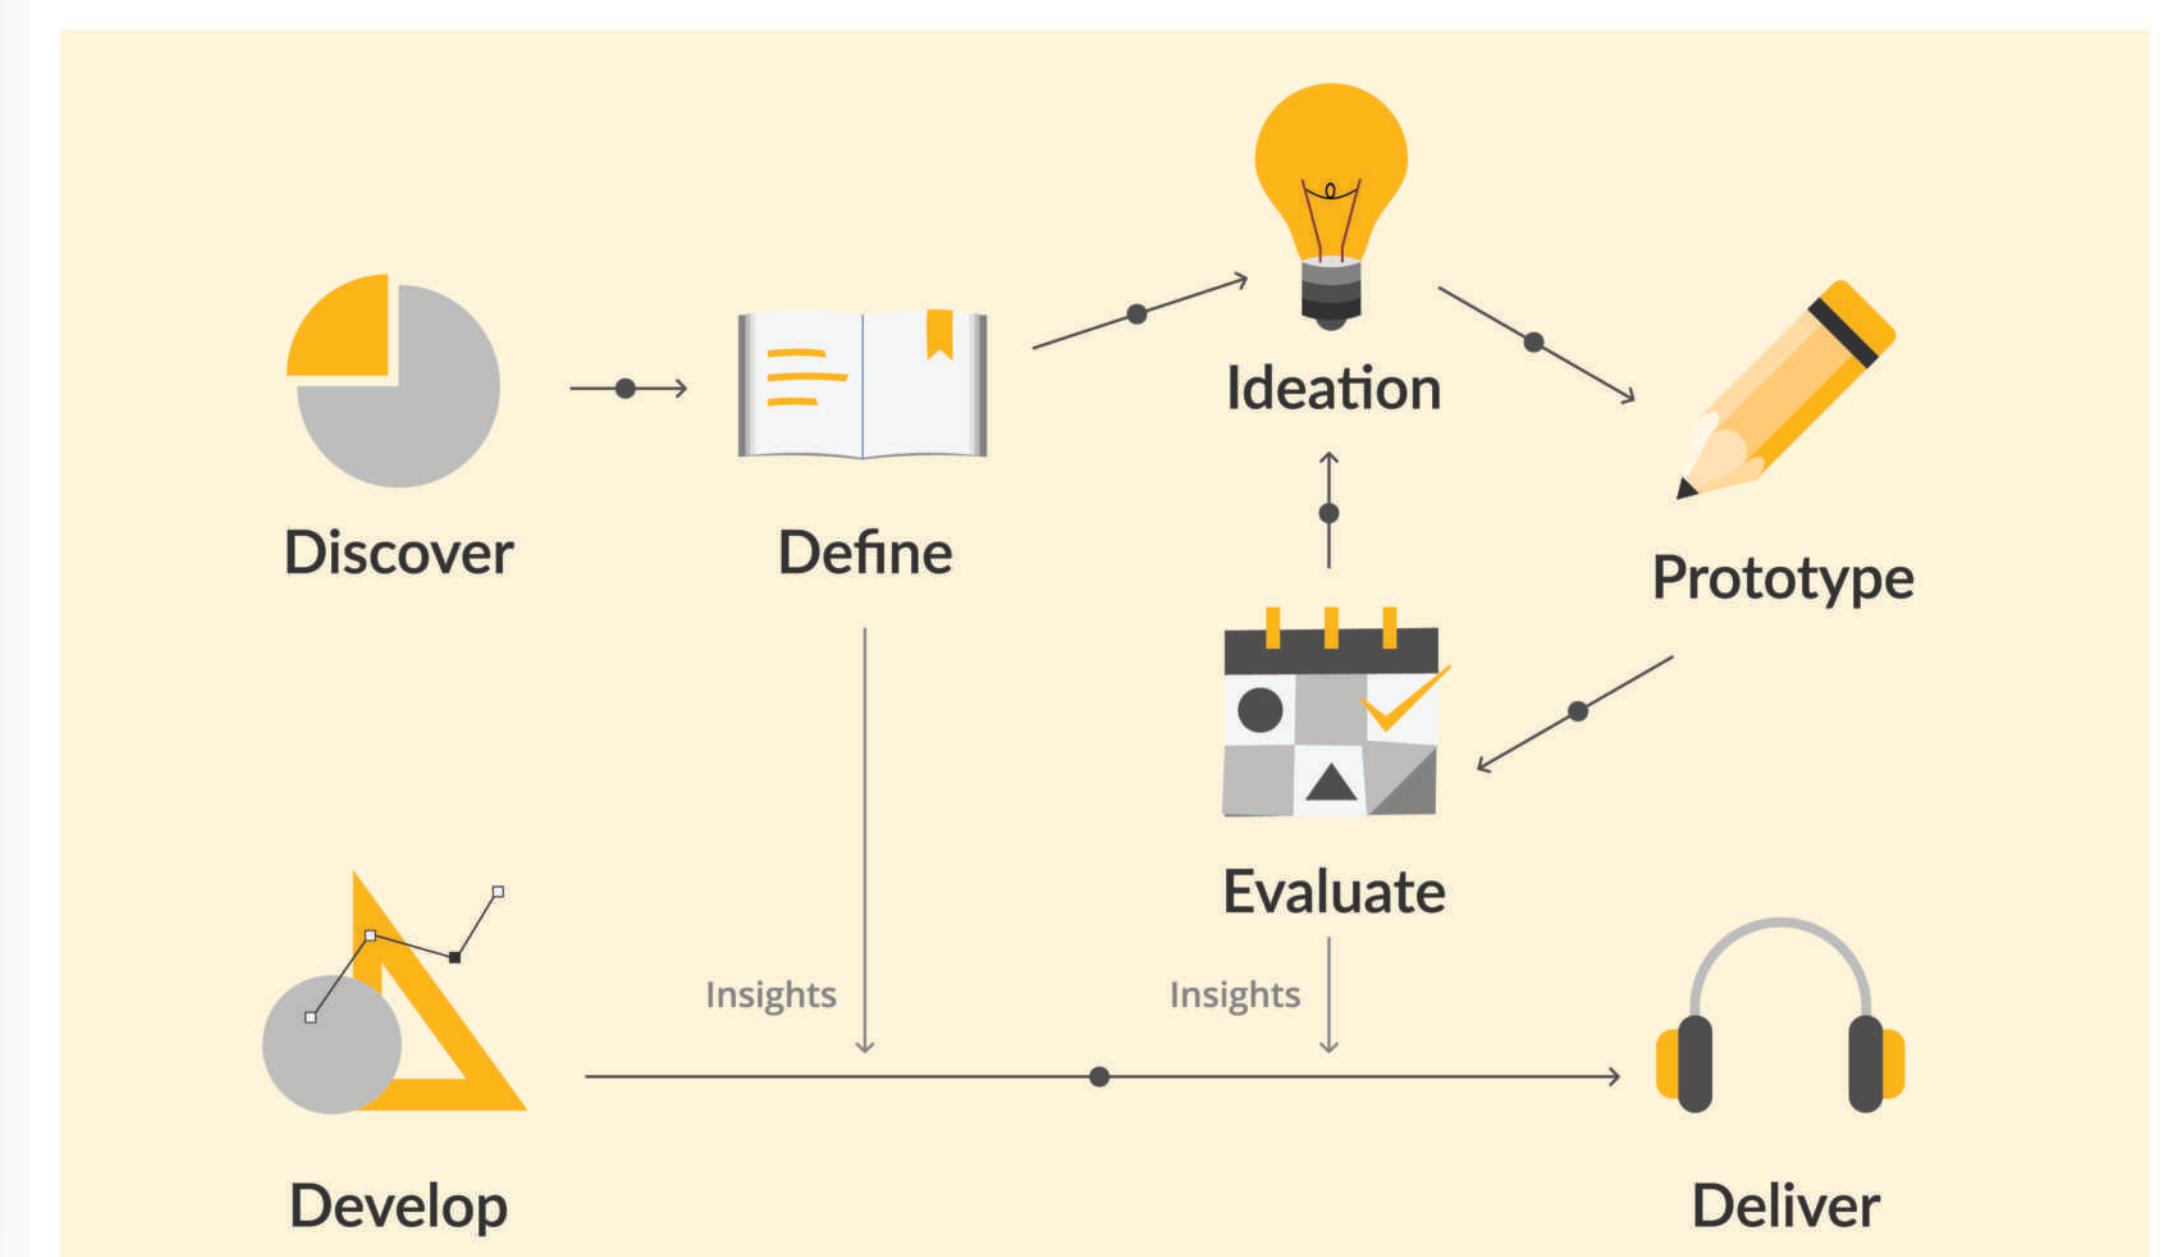 Ideation
Discover
Define
Prototype
Evaluate
Insights
Insights
Develop
Deliver